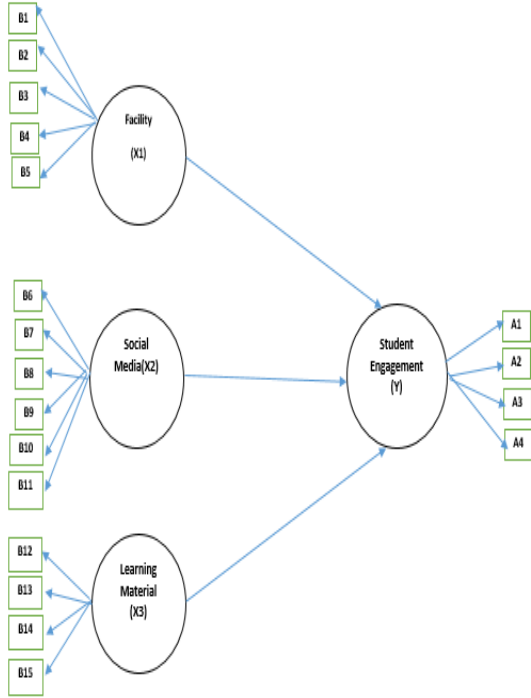 B1
B2
B3
B4
B5
Facility
(X1)
B6
B7
B8
B9
B10
B11
Social
Media(X2)
Student
Engagement
(Y)
A1
A2
A3
A4
B12
B13
B14
B15
Learning
Material
(X3)